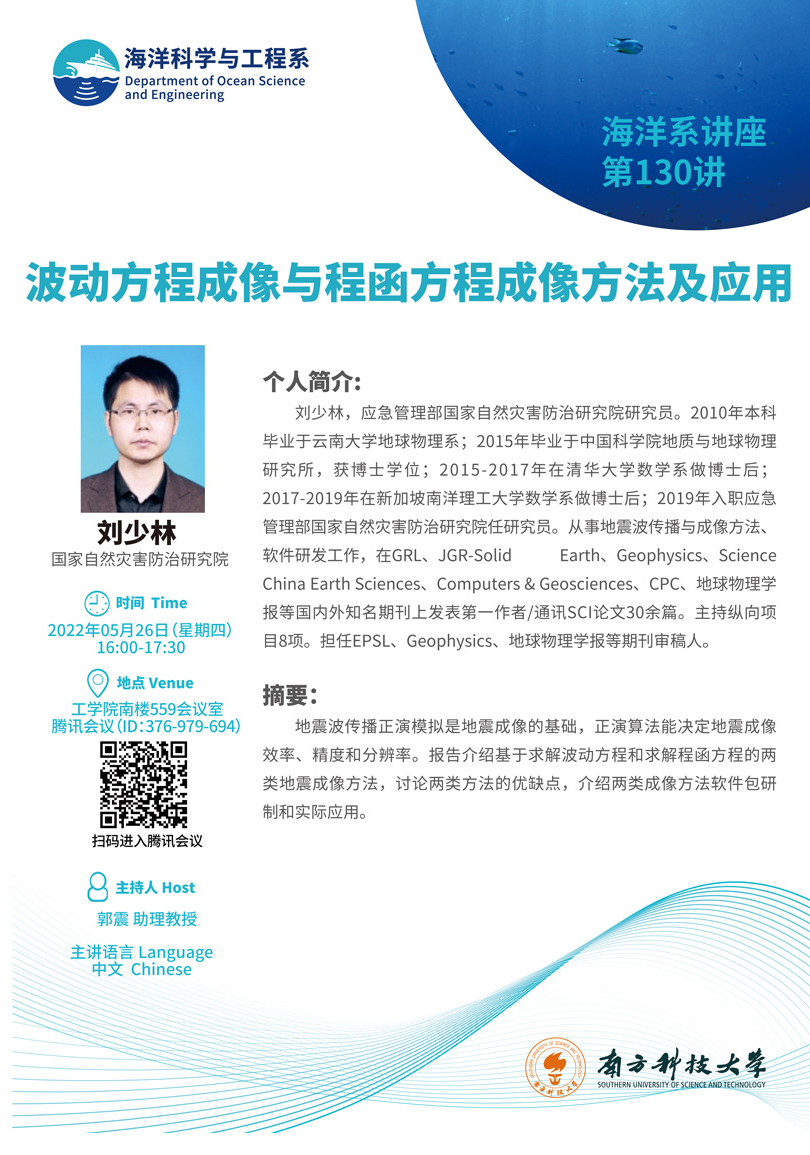 海洋科学与工程系
Department of Ocean Science
and Engineering
海洋系讲座
第130讲
波动方程成像与程函方程成像方法及应用
刘少林
国家自然灾害防治研究院
时间 Time
2022年05月26日（星期四）
16:00-17:30
地点 Venue
工学院南楼559会议室
腾讯会议（ID：376-979-694）
扫码进入腾讯会议
主持人 Host
郭震 助理教授
主讲语言 Language
中文 Chinese
个人简介:
刘少林，应急管理部国家自然灾害防治研究院研究员。2010年本科
毕业于云南大学地球物理系；2015年毕业于中国科学院地质与地球物理
研究所，获博士学位；2015-2017年在清华大学数学系做博士后；
2017-2019年在新加坡南洋理工大学数学系做博士后；2019年入职应急
管理部国家自然灾害防治研究院任研究员。从事地震波传播与成像方法、
软件研发工作，在GRL、JGR-Solid Earth、Geophysics、Science
China Earth Sciences、Computers & Geosciences、CPC、地球物理学
报等国内外知名期刊上发表第一作者/通讯SCI论文30余篇。主持纵向项
目8项。担任EPSL、Geophysics、地球物理学报等期刊审稿人。
摘要：
地震波传播正演模拟是地震成像的基础，正演算法能决定地震成像
效率、精度和分辨率。报告介绍基于求解波动方程和求解程函方程的两
类地震成像方法，讨论两类方法的优缺点，介绍两类成像方法软件包研
制和实际应用。
SOUTHERN UNIVERSITY OF SCIENCE AND TECHNOLOGY
南方科技大学
南方科技大学
SOUTHERN UNIVERSITY OF SCIENCE AND TECHNOLOGY